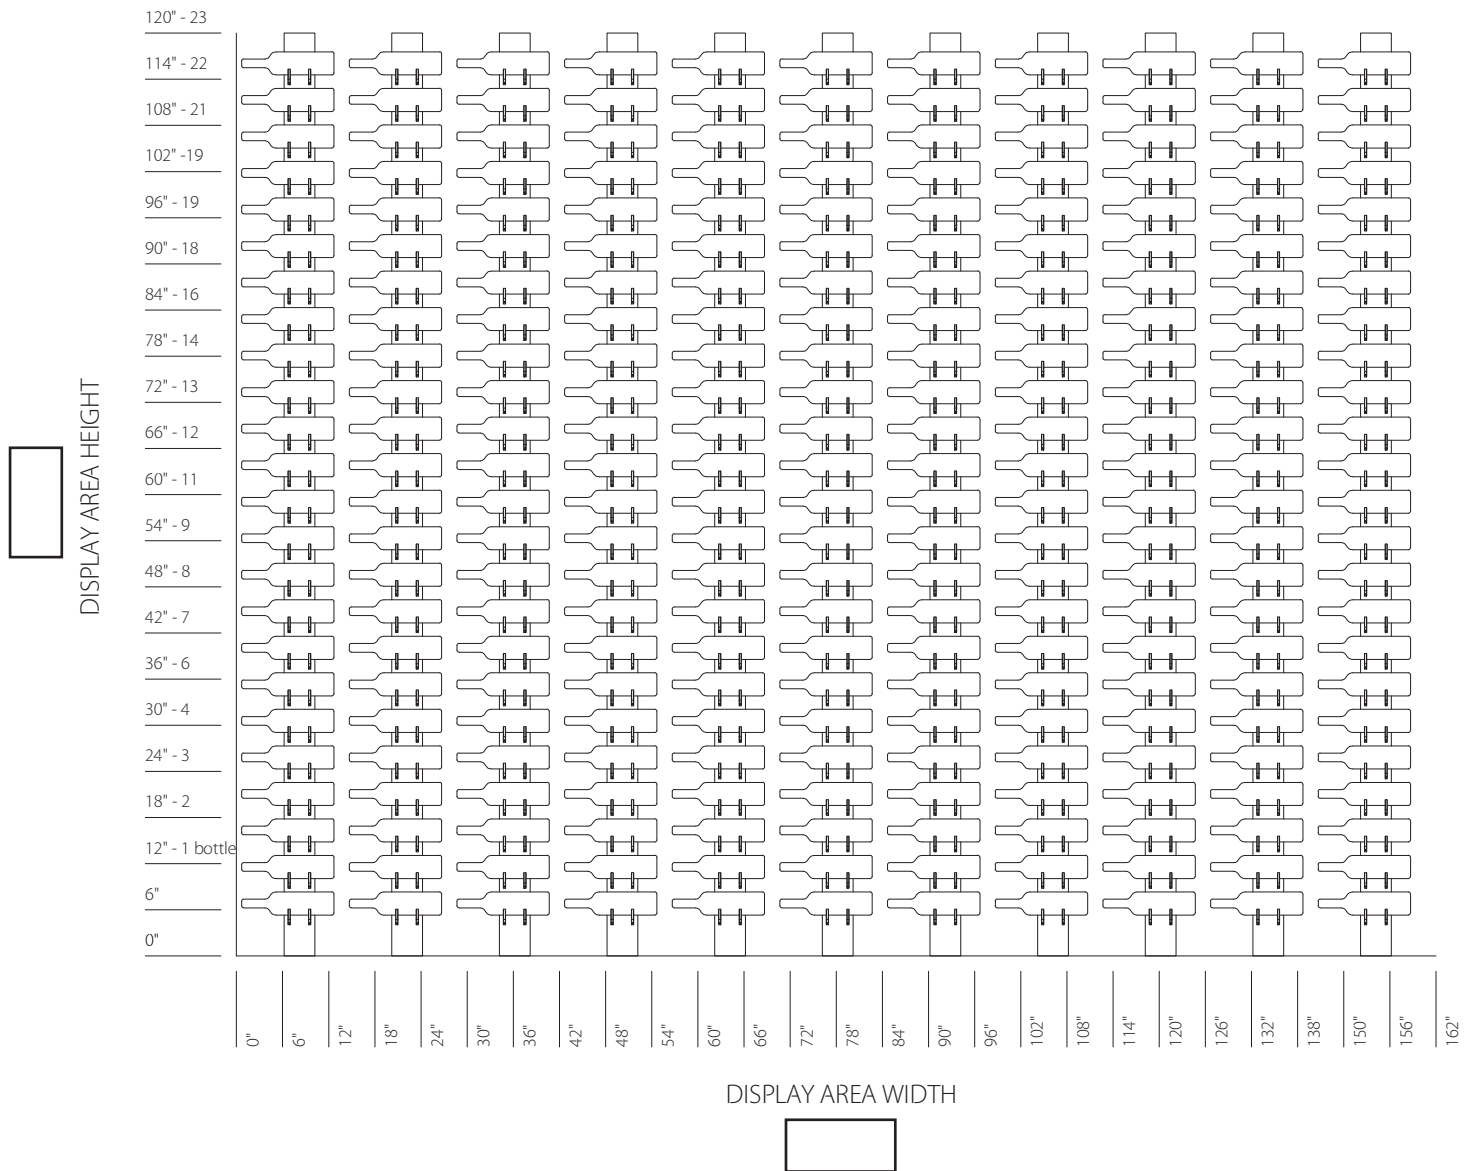 120" - 23
114" - 22
108" - 21
102" -19
96" - 19
90" - 18
84" - 16
78" - 14
72" - 13
66" - 12
60" - 11
54" - 9
48" - 8
42" - 7
36" - 6
30" - 4
24" - 3
18" - 2
12" - 1 bottle
6"
0"
DISPLAY AREA HEIGHT
0" 6" 12" 18" 24" 30" 36" 42" 48" 54" 60" 66" 72" 78" 84" 90" 96" 102" 108" 114" 120" 126" 132" 138" 150" 156" 162"
DISPLAY AREA WIDTH